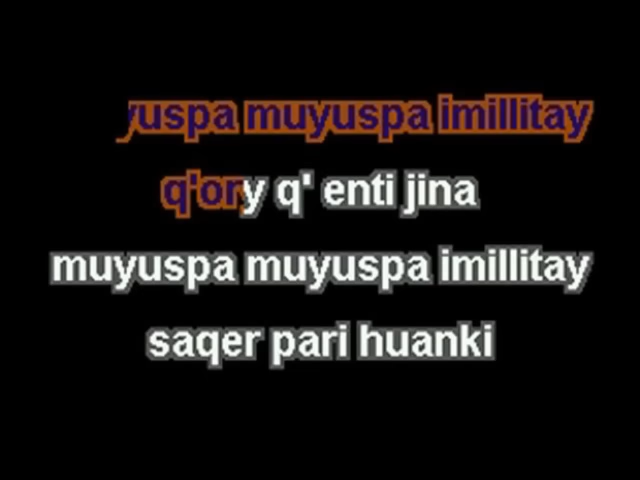 yuspa muyuspa imillitay
q'ory q' enti jina
muyuspa muyuspa imillitay
saqer pari huanki